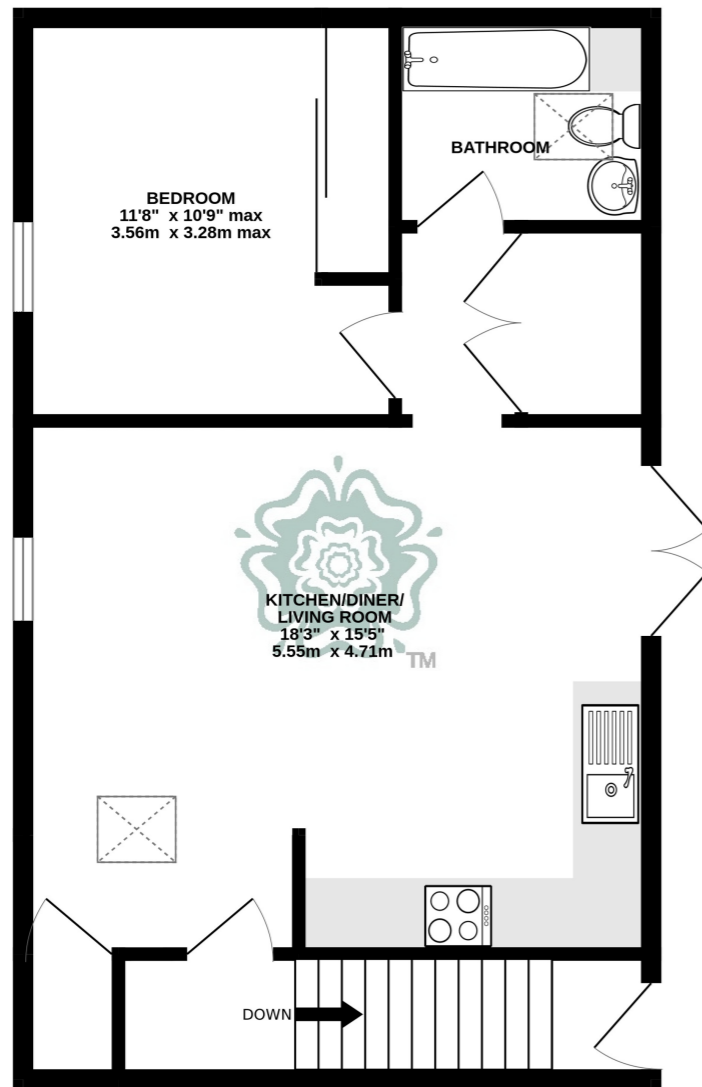 BATHROOM
BEDROOM
11'8" x 10'9" max
3.56m x 3.28m max
KITCHEN/DINER/
LIVING ROOM
18'3" x 15'5"
5.55m x 4.71m
TM
DOWN